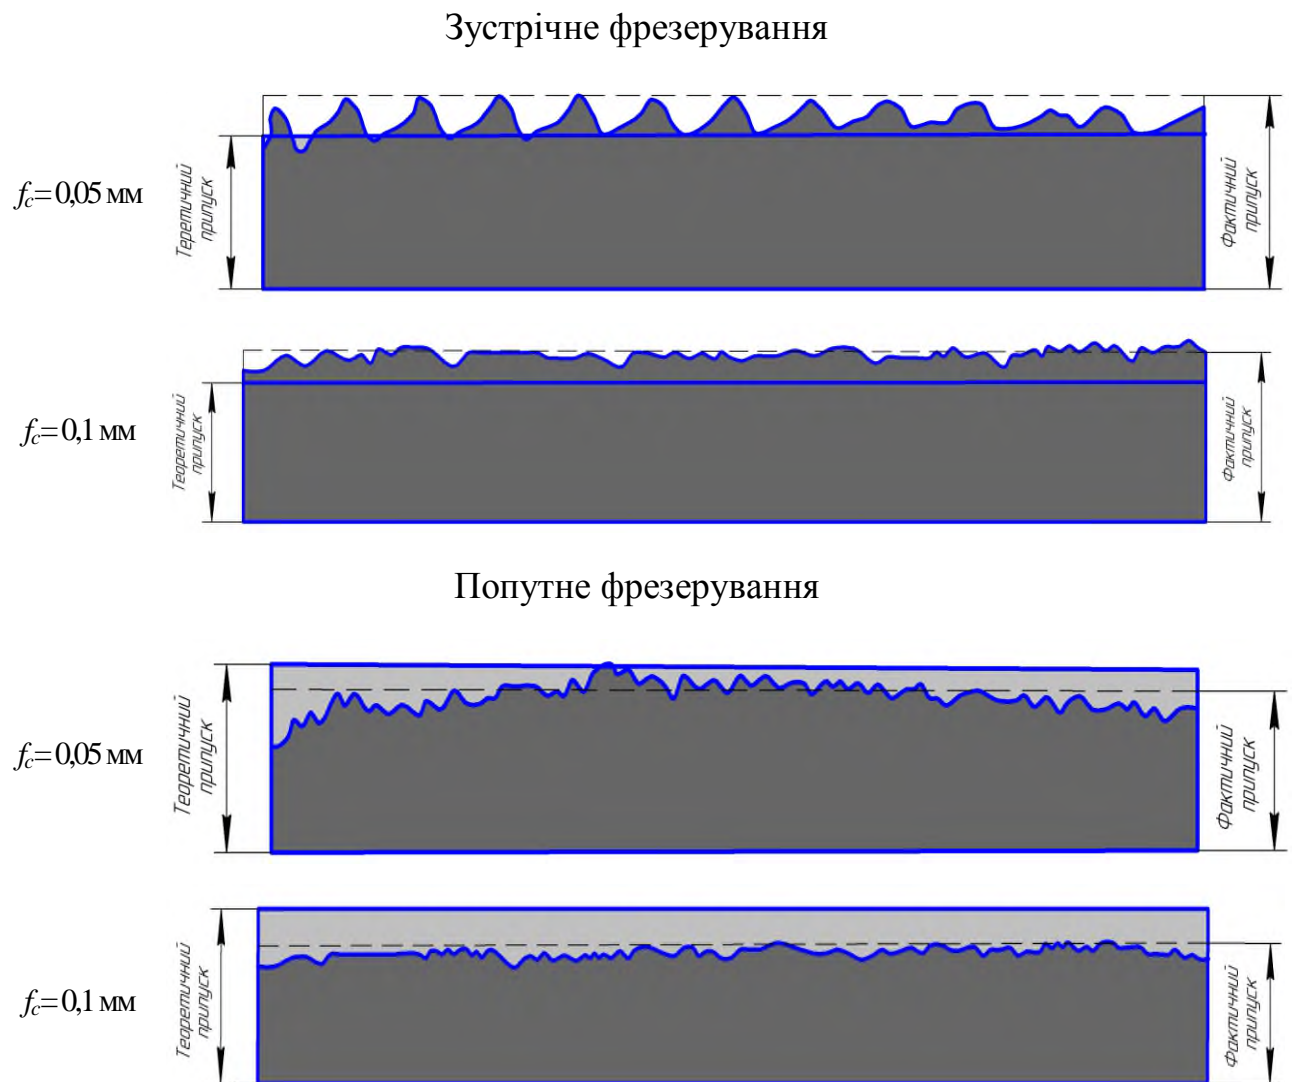 Зустрічне фрезерування
fc=0,05 мм
Теретичний
припуск
Фактичний
припуск
fc=0,1 мм
Теоретичний
припуск
Фактичний
припуск
Попутне фрезерування
fc=0,05 мм
Теоретичний
припуск
Фактичний
припуск
fc=0,1 мм
Теоретичний
припуск
Фактичний
припуск